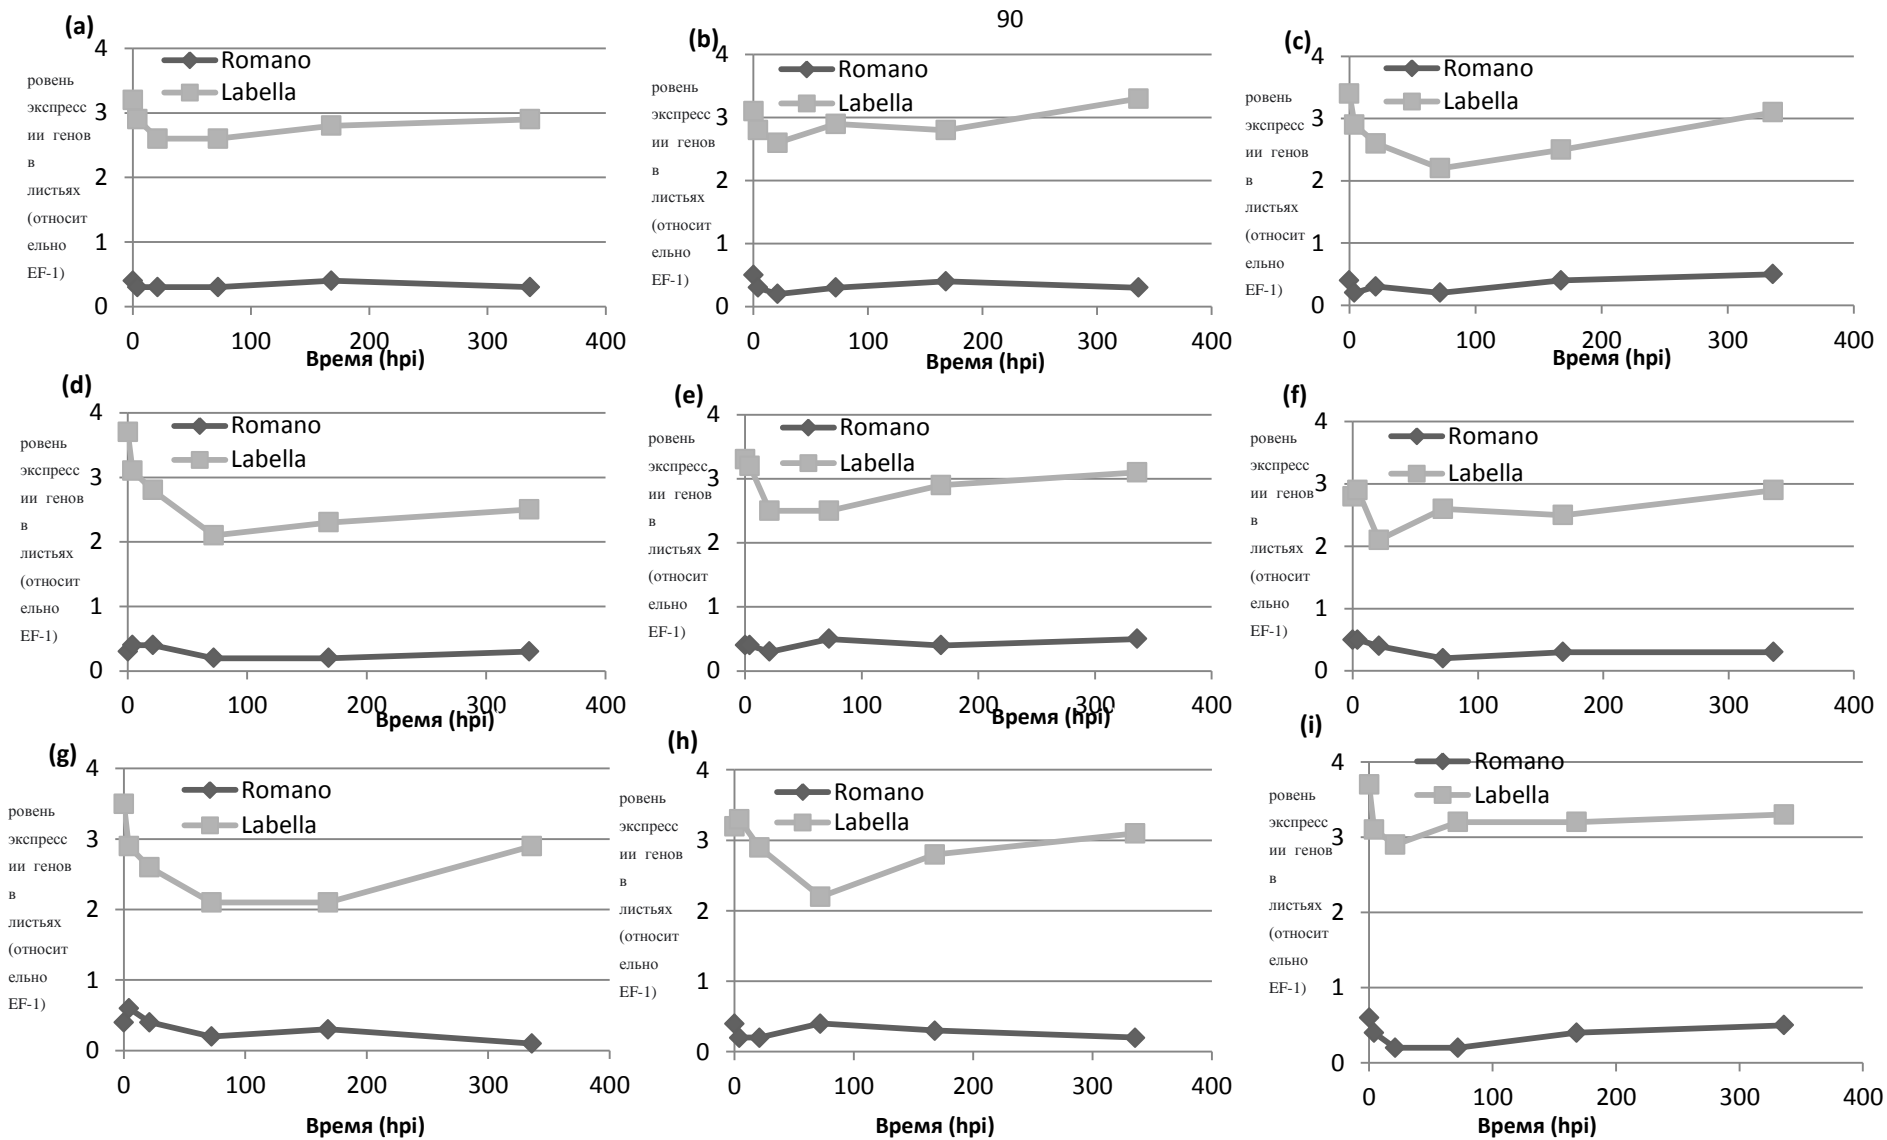 90
(a)
4
3
2
1
0
ровень
экспресс
ии генов
в
листьях
(относит
ельно
EF-1)
Romano
Labella
0 100 200 300 400
Время (hpi)
(b)
4
3
2
1
0
ровень
экспресс
ии генов
в
листьях
(относит
ельно
EF-1)
Romano
Labella
0 100 200 300 400
Время (hpi)
(c)
4
3
2
1
0
ровень
экспресс
ии генов
в
листьях
(относит
ельно
EF-1)
Romano
Labella
0 100 200 300 400
Время (hpi)
(d)
4
3
2
1
0
ровень
экспресс
ии генов
в
листьях
(относит
ельно
EF-1)
Romano
Labella
0 100 200 300 400
Время (hpi)
(e)
4
3
2
1
0
ровень
экспресс
ии генов
в
листьях
(относит
ельно
EF-1)
Romano
Labella
0 100 200 300 400
Время (hpi)
(f)
4
3
2
1
0
ровень
экспресс
ии генов
в
листьях
(относит
ельно
EF-1)
Romano
Labella
0 100 200 300 400
(g)
4
3
2
1
0
ровень
экспресс
ии генов
в
листьях
(относит
ельно
EF-1)
Romano
Labella
0 100 200 300 400
Время (hpi)
(h)
4
3
2
1
0
ровень
экспресс
ии генов
в
листьях
(относит
ельно
EF-1)
Romano
Labella
0 100 200 300 400
Время (hpi)
(i)
4
3
2
1
0
ровень
экспресс
ии генов
в
листьях
(относит
ельно
EF-1)
Romano
Labella
0 100 200 300 400
Время (hpi)